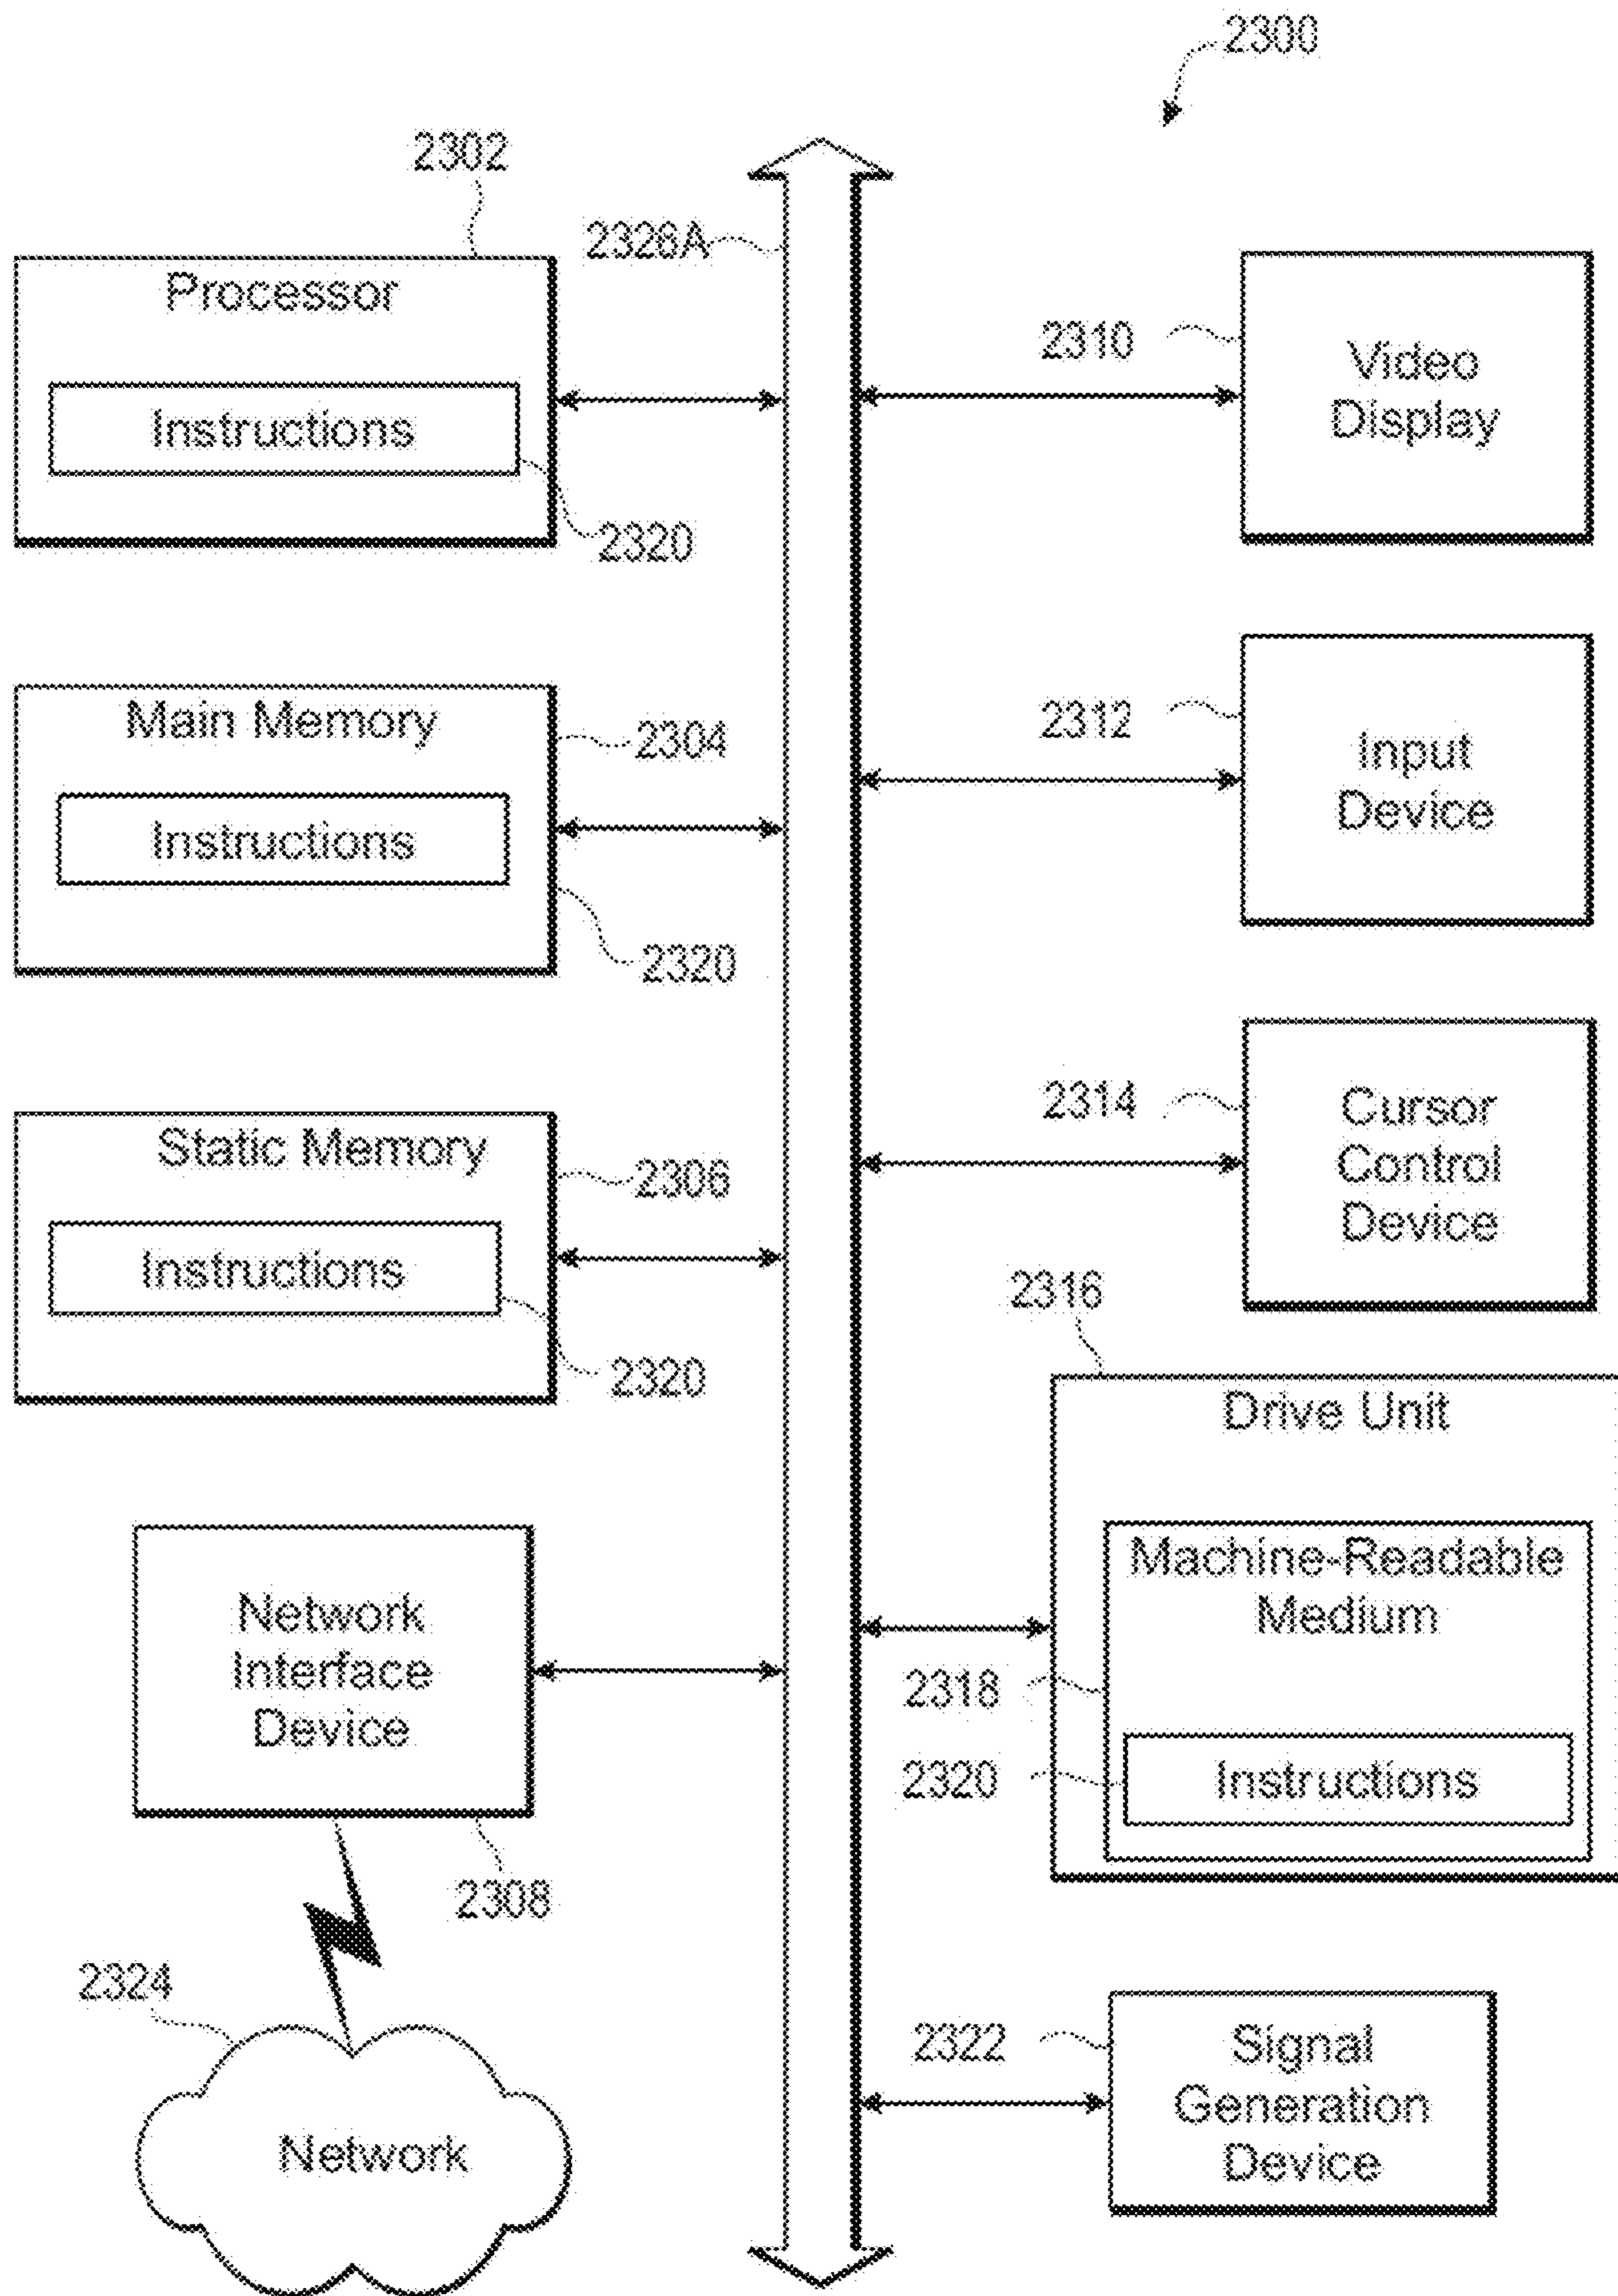 2300
2302
2326A
Processor
Instructions
2320
2310
Video
Display
Main Memory
2304
Instructions
2320
2312
Input
Device
Static Memory
2306
Instructions
2320
2314
Cursor
Control
Device
2316
Drive Unit
Machine-Readable
Medium
2318
2320
Instructions
Network
Interface
Device
2308
2324
Network
2322
Signal
Generation
Device